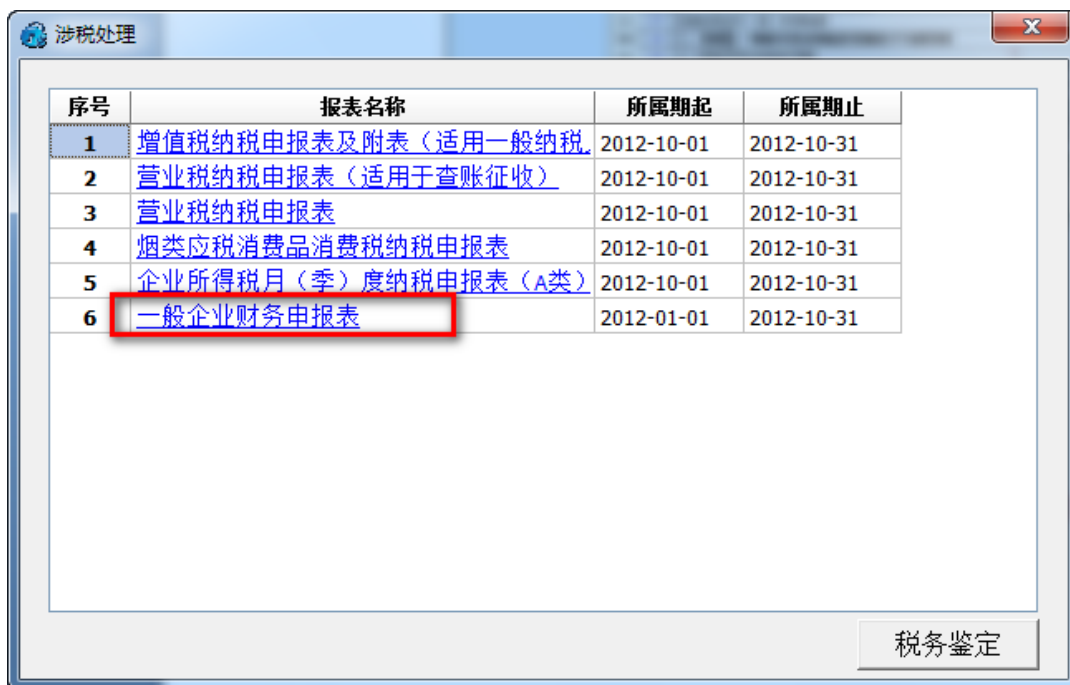 涉税处理
序号 报表名称 所属期起 所属期止
1 增值税纳税申报表及附表（适用一般纳税 2012-10-01 2012-10-31
2 营业税纳税申报表（适用于查账征收） 2012-10-01 2012-10-31
3 营业税纳税申报表 2012-10-01 2012-10-31
4 烟类应税消费品消费税纳税申报表 2012-10-01 2012-10-31
5 企业所得税月（季）度纳税申报表（A类） 2012-10-01 2012-10-31
6 一般企业财务申报表 2012-01-01 2012-10-31
税务鉴定